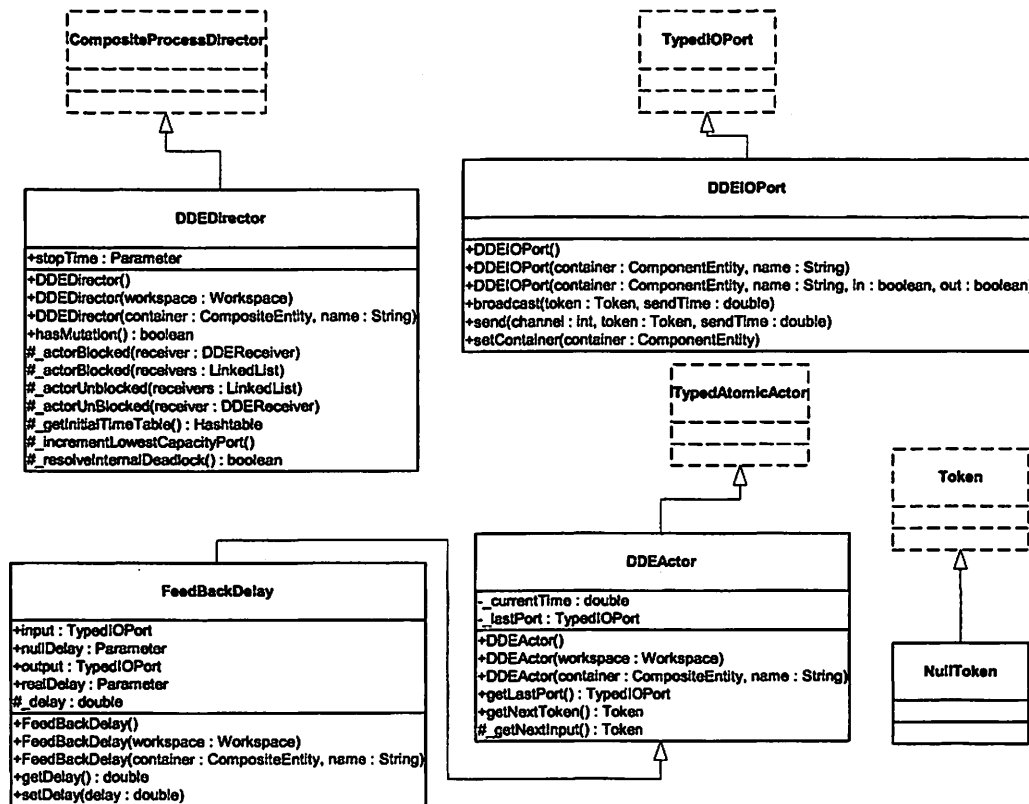 CompositeProcessDirector
TypedIOPort
DDEDirector
+stopTime : Parameter
+DDEDirector()
+DDEDirector(workspace : Workspace)
+DDEDirector(container : CompositeEntity, name : String)
+hasMutation() : boolean
#_actorBlocked(receiver : DDEReceiver)
#_actorBlocked(receivers : LinkedList)
#_actorUnblocked(receivers : LinkedList)
#_actorUnBlocked(receiver : DDEReceiver)
#_getInitialTimeTable() : Hashtable
#_incrementLowestCapacityPort()
#_resolveInternalDeadlock() : boolean
DDEIOPort
+DDEIOPort()
+DDEIOPort(container : ComponentEntity, name : String)
+DDEIOPort(container : ComponentEntity, name : String, in : boolean, out : boolean)
+broadcast(token : Token, sendTime : double)
+send(channel : int, token : Token, sendTime : double)
+setContainer(container : ComponentEntity)
TypedAtomicActor
Token
FeedBackDelay
+input : TypedIOPort
+nullDelay : Parameter
+output : TypedIOPort
+realDelay : Parameter
#_delay : double
+FeedBackDelay()
+FeedBackDelay(workspace : Workspace)
+FeedBackDelay(container : CompositeEntity, name : String)
+getDelay() : double
+setDelay(delay : double)
DDEActor
-_currentTime : double
-_lastPort : TypedIOPort
+DDEActor()
+DDEActor(workspace : Workspace)
+DDEActor(container : CompositeEntity, name : String)
+getLastPort() : TypedIOPort
+getNextToken() : Token
#_getNextInput() : Token
NullToken